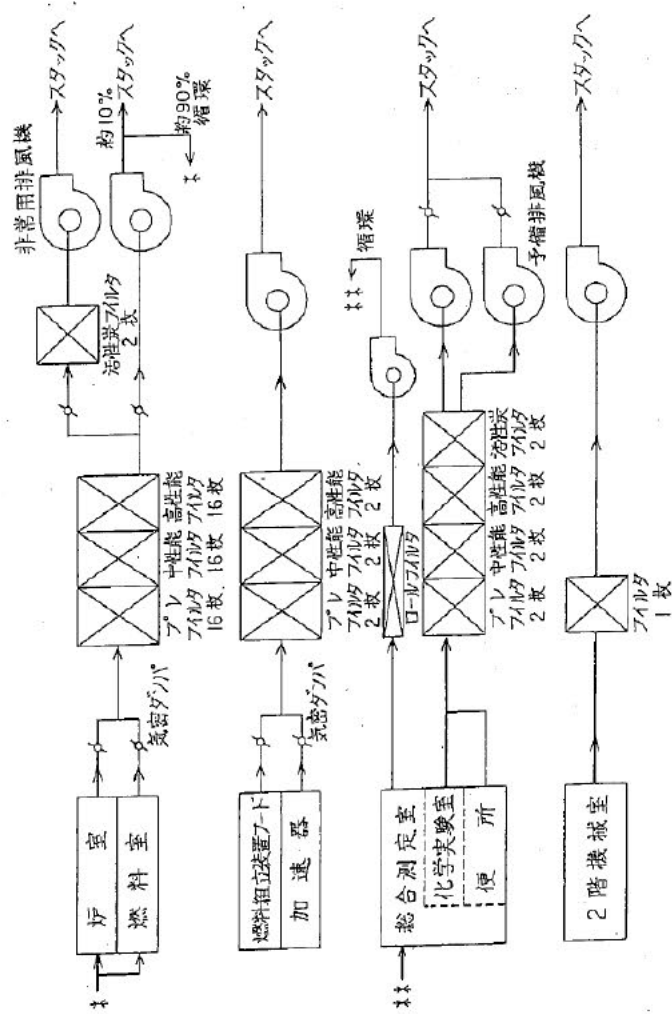 非常用排風機
スタックへ
約10%
スタックへ
約90%
循環
*
活性炭フィルタ
2枚
プレ
フィルタ
16枚
中性能
フィルタ
16枚
高性能
フィルタ
16枚
気密ダンパ
炉室
燃料室
*
スタックへ
プレ
フィルタ
2枚
中性能
フィルタ
2枚
高性能
フィルタ
2枚
気密ダンパ
燃料組立装置フード
加速器
**
循環
ロールフィルタ
スタックへ
予備排風機
プレ
フィルタ
2枚
中性能
フィルタ
2枚
高性能
フィルタ
2枚
活性炭
フィルタ
2枚
総合測定室
化学実験室
便所
**
スタックへ
フィルタ
1枚
2階機械室